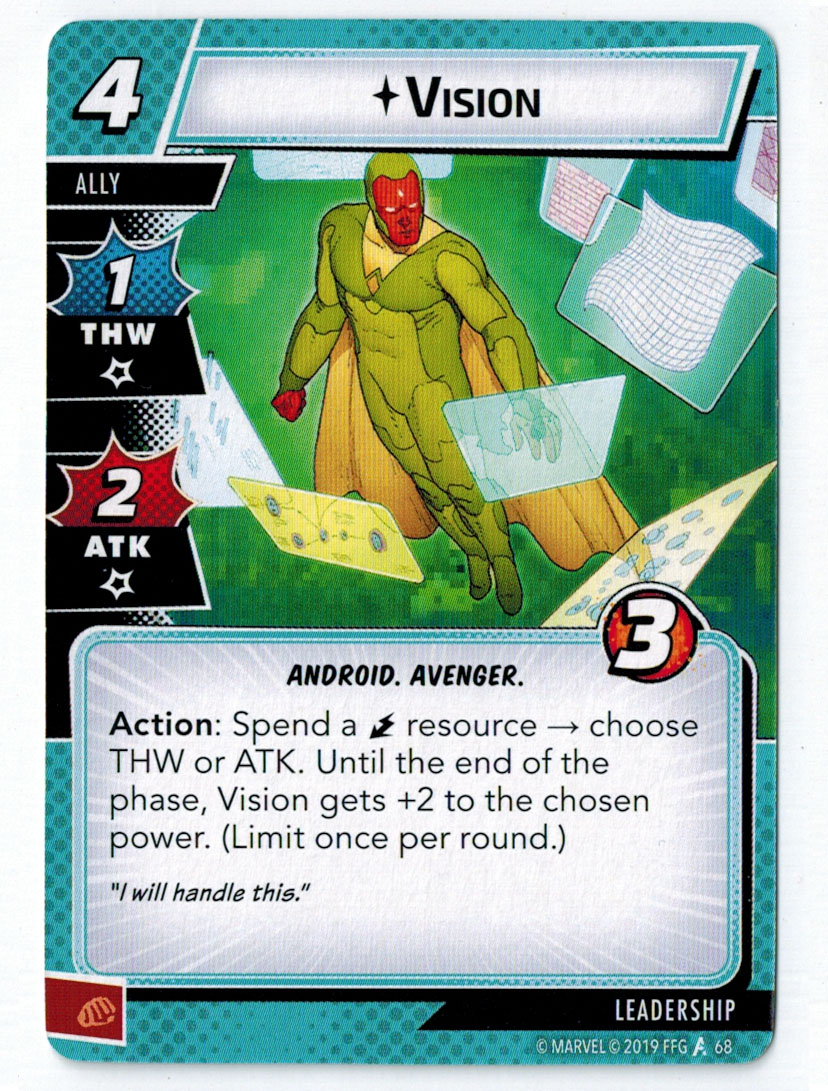 4
VISION
ALLY
1
THW
2
ATK
3
ANDROID. AVENGER.
Action: Spend a resource → choose
THW or ATK. Until the end of the
phase, Vision gets +2 to the chosen
power. (Limit once per round.)
"I will handle this."
LEADERSHIP
© MARVEL © 2019 FFG 68